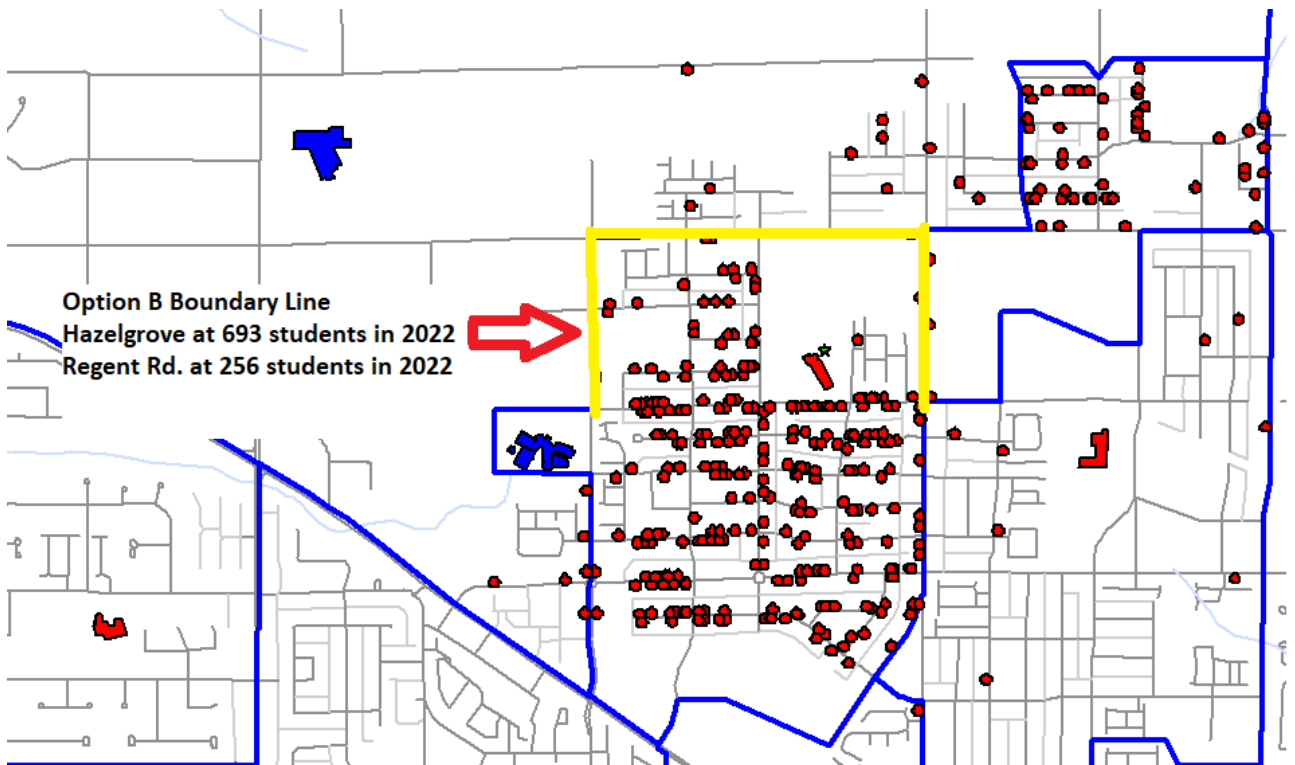 Option B Boundary Line
Hazelgrove at 693 students in 2022
Regent Rd. at 256 students in 2022